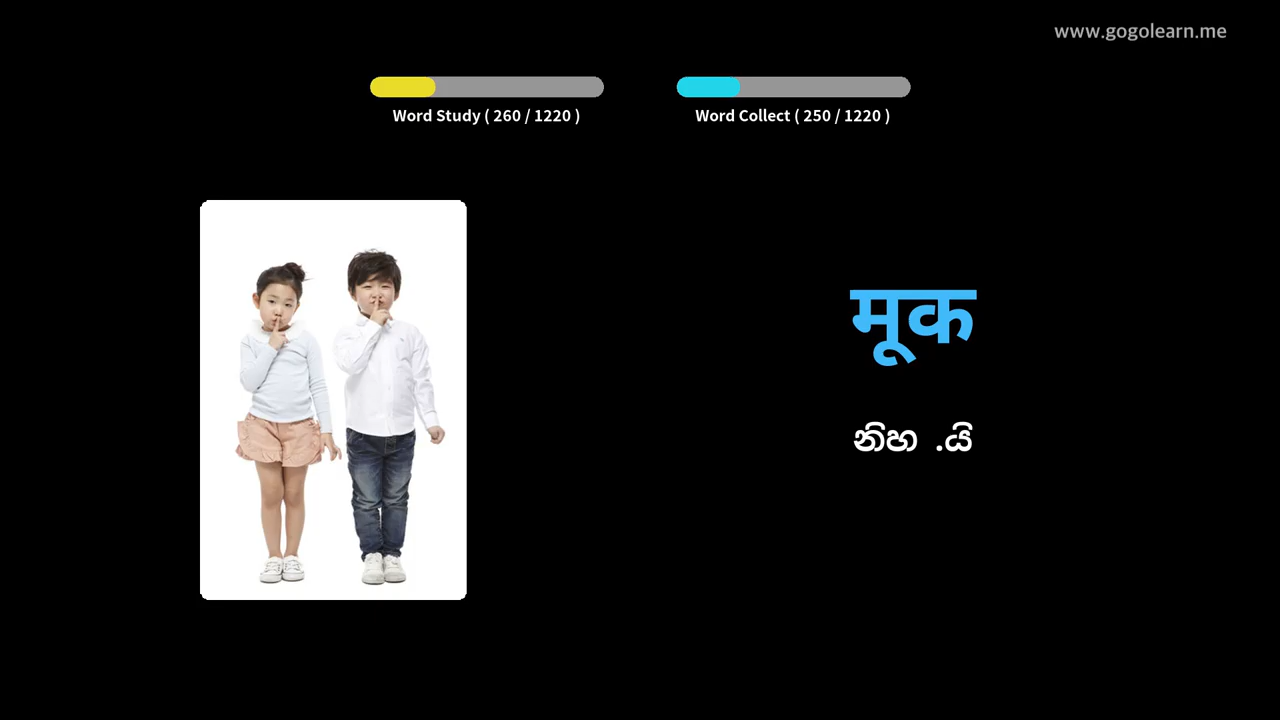 www.gogolearn.me
Word Study ( 260 / 1220 )
Word Collect ( 250 / 1220 )
मूक
නිහ .යි